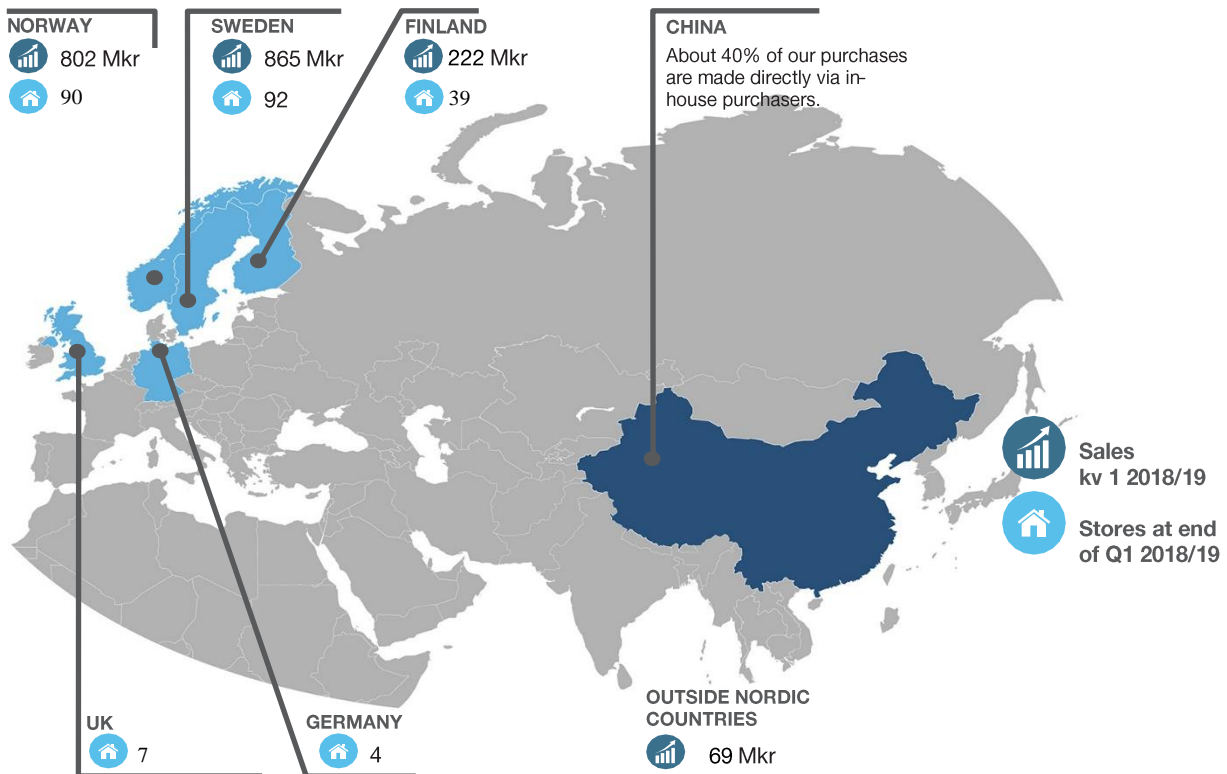 NORWAY
802 Mkr
90
SWEDEN
865 Mkr
92
FINLAND
222 Mkr
39
CHINA
About 40% of our purchases
are made directly via in-
house purchasers.
Sales
kv 1 2018/19
Stores at end
of Q1 2018/19
UK
7
GERMANY
4
OUTSIDE NORDIC
COUNTRIES
69 Mkr